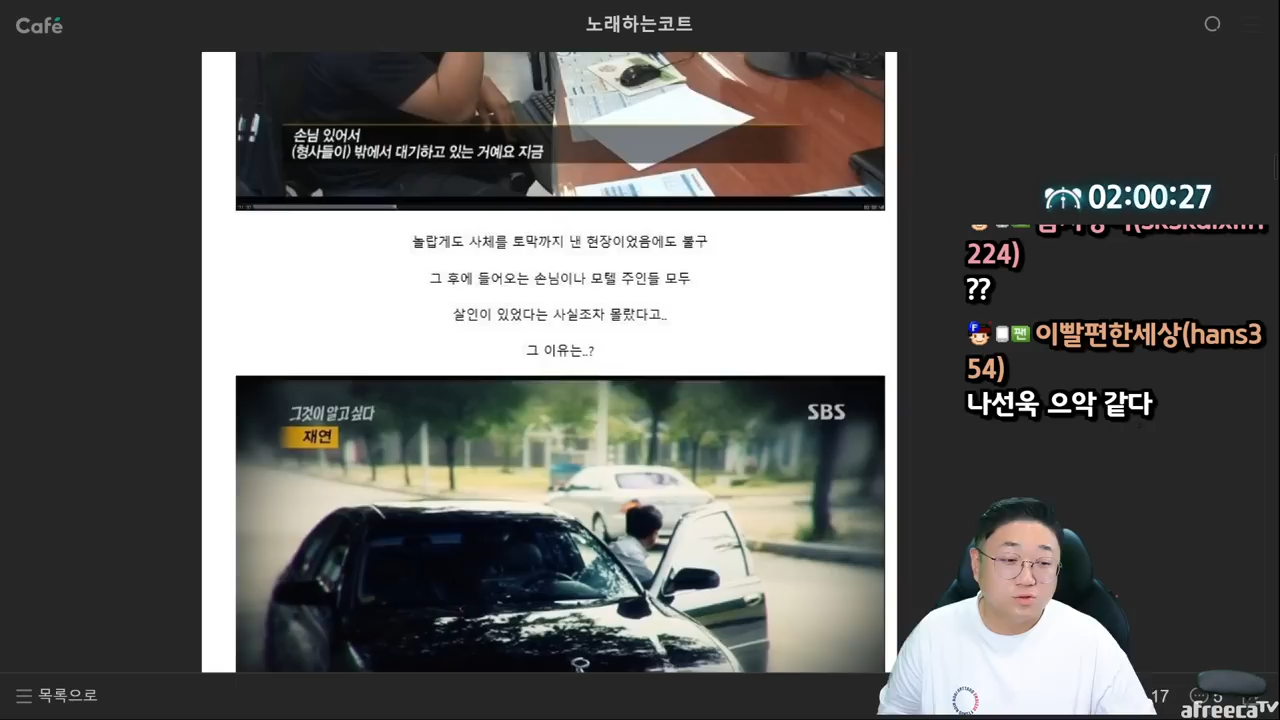 Café
노래하는코트
손님 있어서
(형사들이) 밖에서 대기하고 있는 거예요 지금
02:00:27
224)
??
놀랍게도 사체를 토막까지 낸 현장이었음에도 불구
그 후에 들어오는 손님이나 모텔 주인들 모두
살인이 있었다는 사실조차 몰랐다고..
그 이유는..?
이빨편한세상(hans3
54)
나선욱 으악 같다
그것이 알고 싶다
재연
SBS
목록으로
17
5
afreecaTV